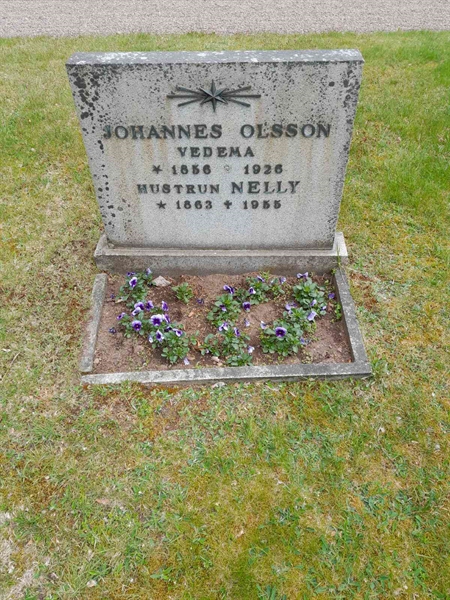 JOHANNES OLSSON
VEDEMA
* 1856 ✝ 1926
HUSTRUN NELLY
* 1863 ✝ 1955